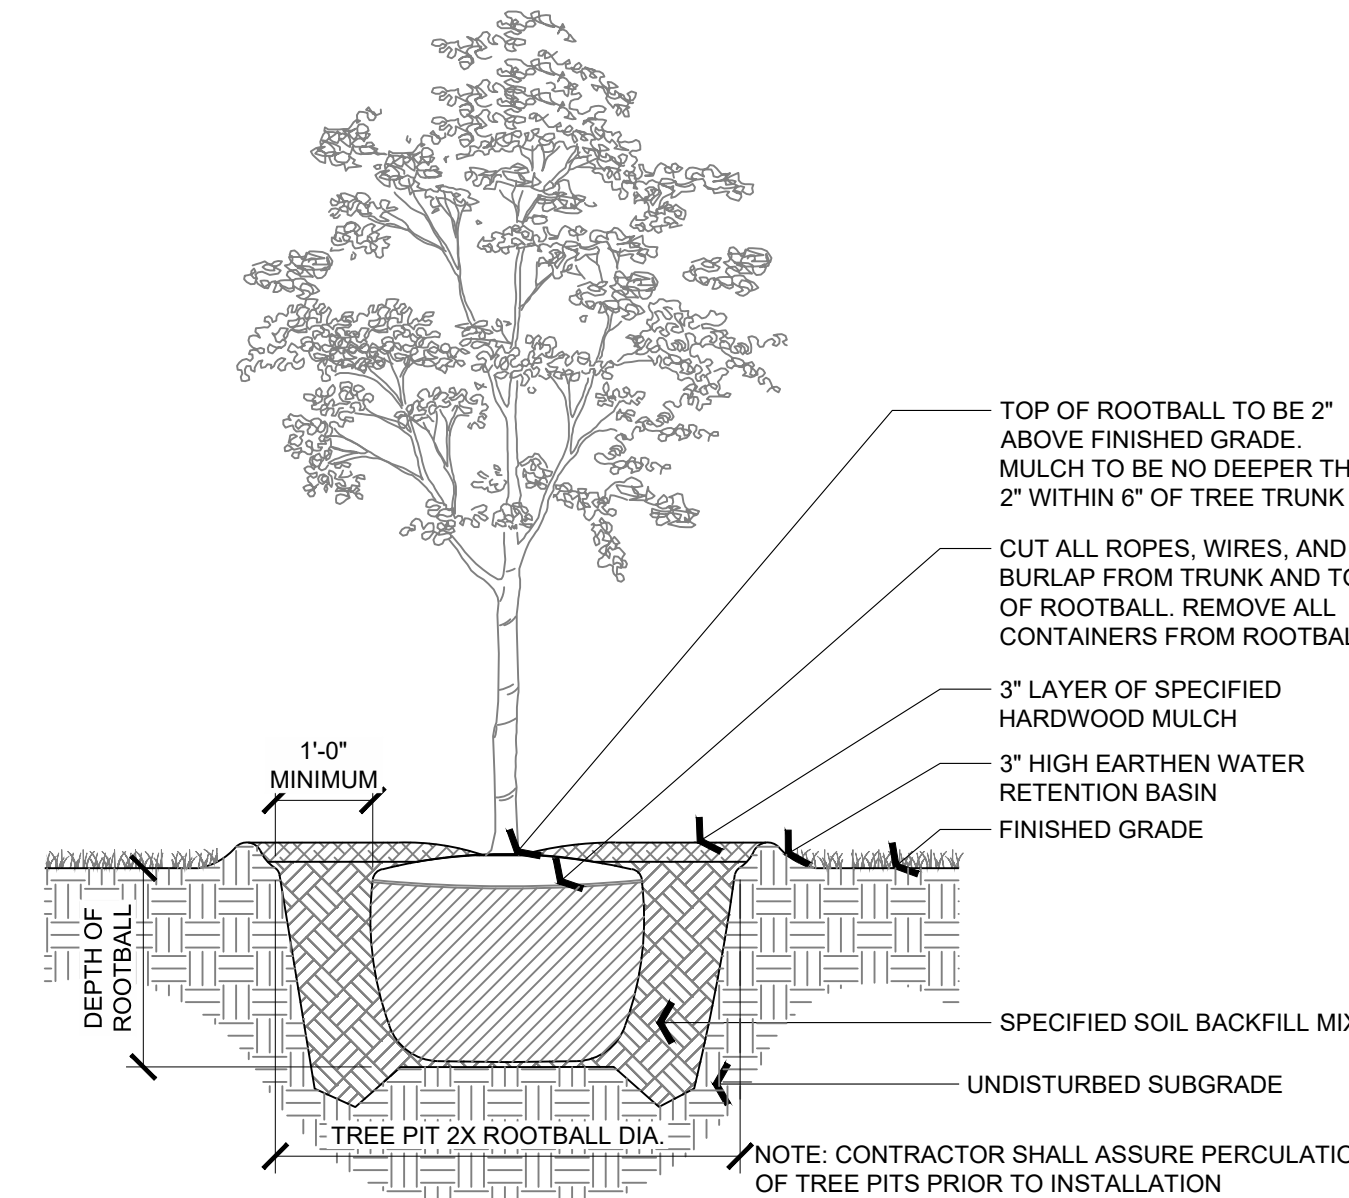 TOP OF ROOTBALL TO BE 2"
ABOVE FINISHED GRADE.
MULCH TO BE NO DEEPER TH
2" WITHIN 6" OF TREE TRUNK
CUT ALL ROPES, WIRES, AND
BURLAP FROM TRUNK AND TO
OF ROOTBALL. REMOVE ALL
CONTAINERS FROM ROOTBAL
3" LAYER OF SPECIFIED
HARDWOOD MULCH
1'-0"
MINIMUM
3" HIGH EARTHEN WATER
RETENTION BASIN
FINISHED GRADE
DEPTH OF
ROOTBALL
SPECIFIED SOIL BACKFILL MIX
UNDISTURBED SUBGRADE
TREE PIT 2X ROOTBALL DIA.
NOTE: CONTRACTOR SHALL ASSURE PERCULATIO
OF TREE PITS PRIOR TO INSTALLATION